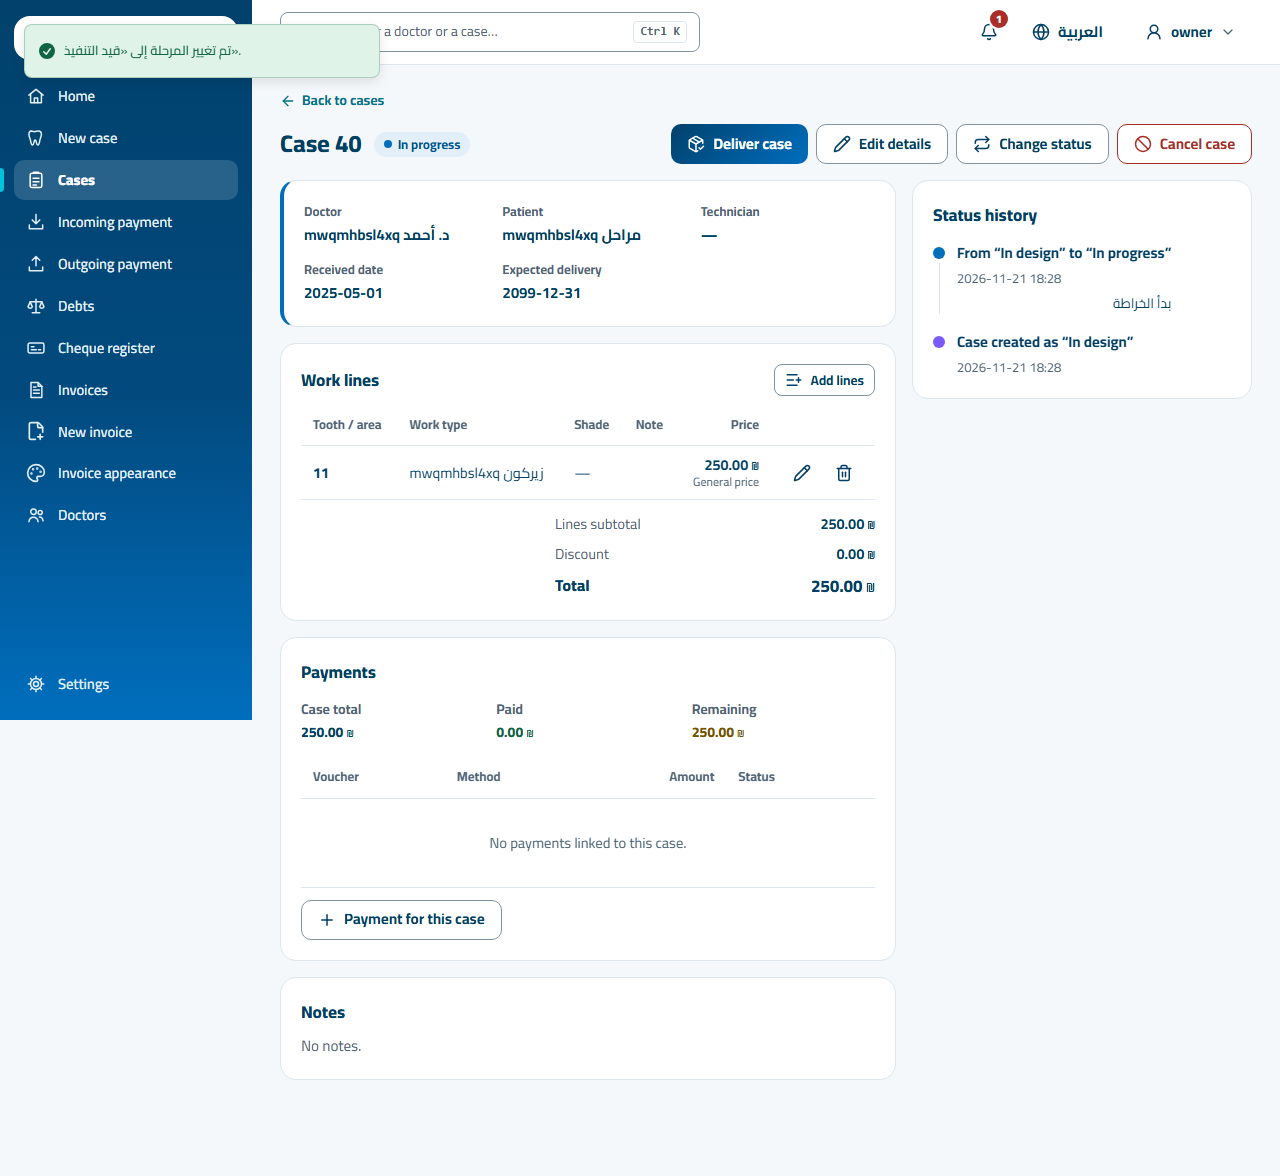 تم تغيير المرحلة إلى «قيد التنفيذ».
r a doctor or a case…
Ctrl K
1
العربية
owner
Home
New case
Cases
Incoming payment
Outgoing payment
Debts
Cheque register
Invoices
New invoice
Invoice appearance
Doctors
Settings
Back to cases
Case 40
In progress
Deliver case
Edit details
Change status
Cancel case
Doctor
د. أحمد mwqmhbsl4xq
Patient
مراحل mwqmhbsl4xq
Technician
—
Received date
2025-05-01
Expected delivery
2099-12-31
Work lines
Add lines
Tooth / area Work type Shade Note Price
11 زيركون mwqmhbsl4xq — 250.00 ₪
General price
Lines subtotal 250.00 ₪
Discount 0.00 ₪
Total 250.00 ₪
Payments
Case total Paid Remaining
250.00 ₪ 0.00 ₪ 250.00 ₪
Voucher Method Amount Status
No payments linked to this case.
Payment for this case
Notes
No notes.
Status history
From “In design” to “In progress”
2026-11-21 18:28
بدأ الخراطة
Case created as “In design”
2026-11-21 18:28